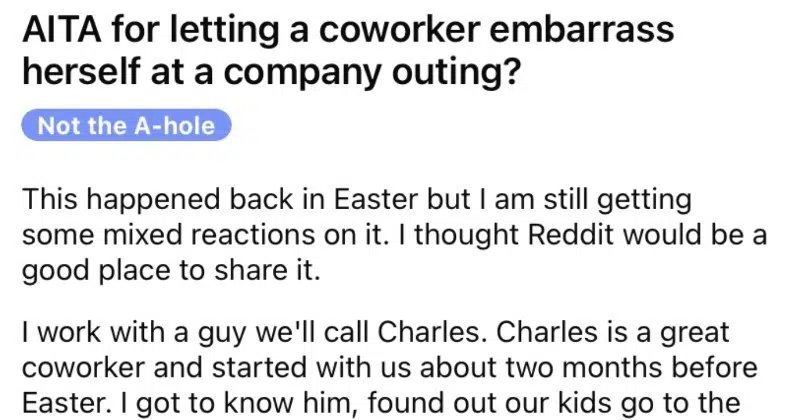 AITA for letting a coworker embarrass
herself at a company outing?
Not the A-hole
This happened back in Easter but I am still getting
some mixed reactions on it. I thought Reddit would be a
good place to share it.
I work with a guy we'll call Charles. Charles is a great
coworker and started with us about two months before
Easter. I got to know him, found out our kids go to the